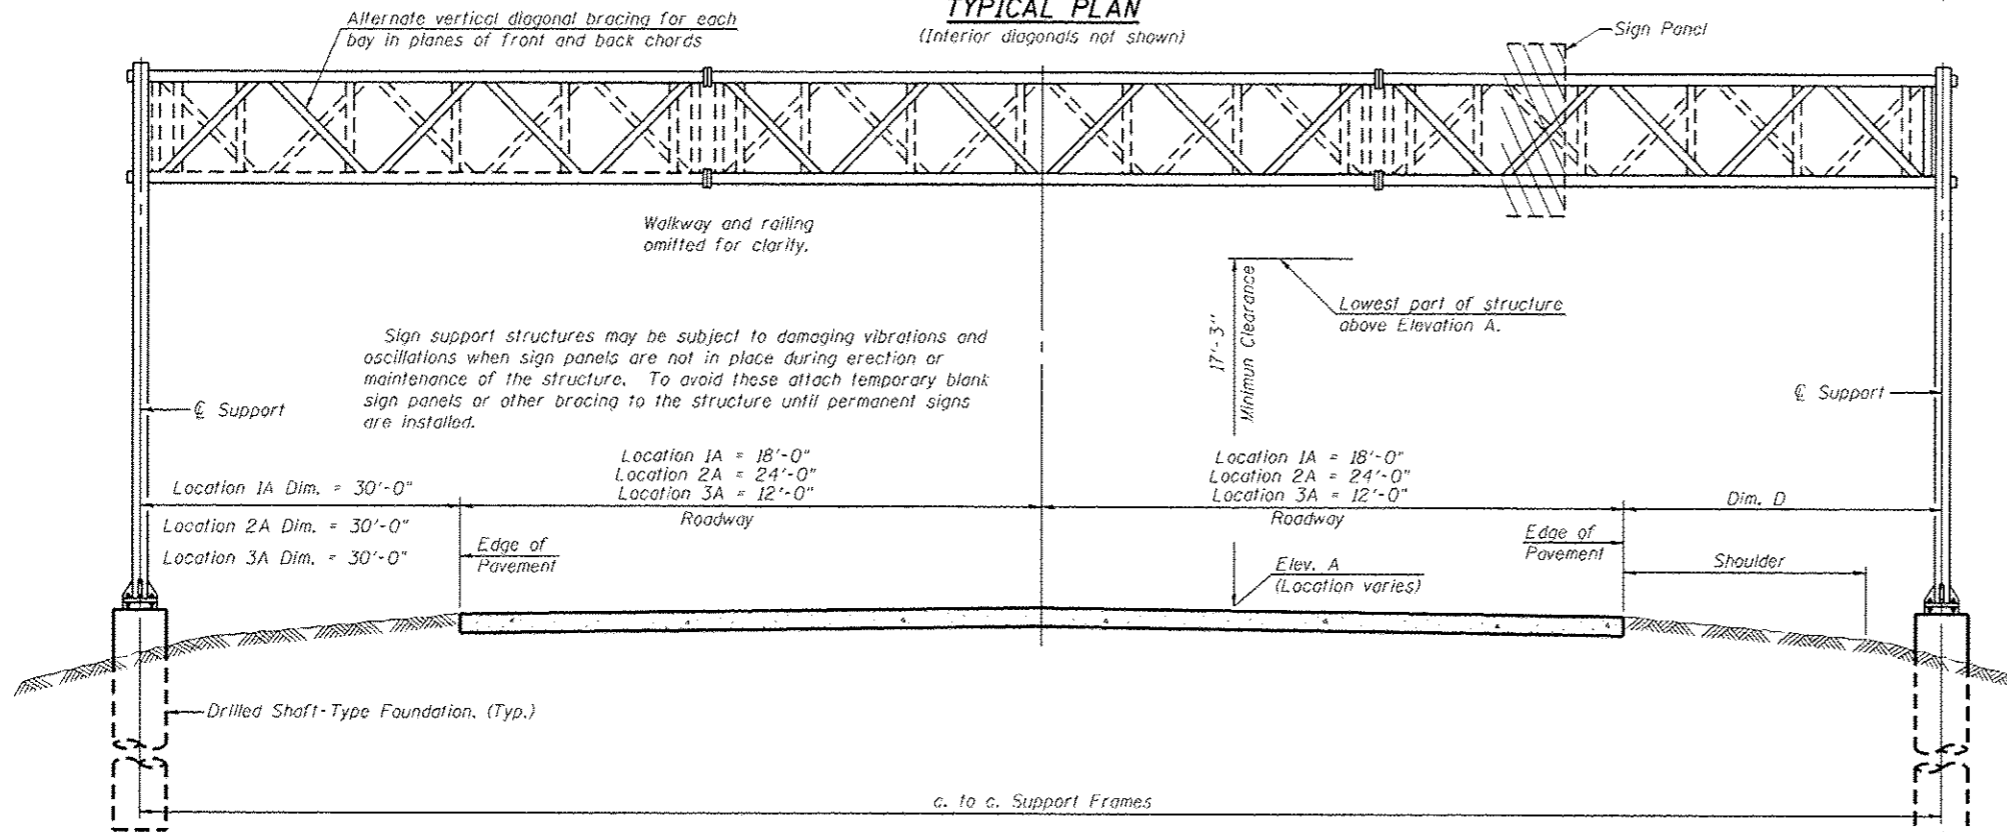 TYPICAL PLAN
(Interior diagonals not shown)
Alternate vertical diagonal bracing for each
bay in planes of front and back chords
Sign Panel
Walkway and railing
omitted for clarity.
17'-3"
Minimun Clearance
Lowest part of structure
above Elevation A.
Sign support structures may be subject to damaging vibrations and
oscillations when sign panels are not in place during erection or
maintenance of the structure. To avoid these attach temporary blank
sign panels or other bracing to the structure until permanent signs
are installed.
℄ Support
℄ Support
Location 1A Dim. = 30'-0"
Location 2A Dim. = 30'-0"
Location 3A Dim. = 30'-0"
Location 1A = 18'-0"
Location 2A = 24'-0"
Location 3A = 12'-0"
Roadway
Location 1A = 18'-0"
Location 2A = 24'-0"
Location 3A = 12'-0"
Roadway
Dim. D
Edge of
Pavement
Elev. A
(Location varies)
Edge of
Pavement
Shoulder
Drilled Shaft-Type Foundation. (Typ.)
c. to c. Support Frames